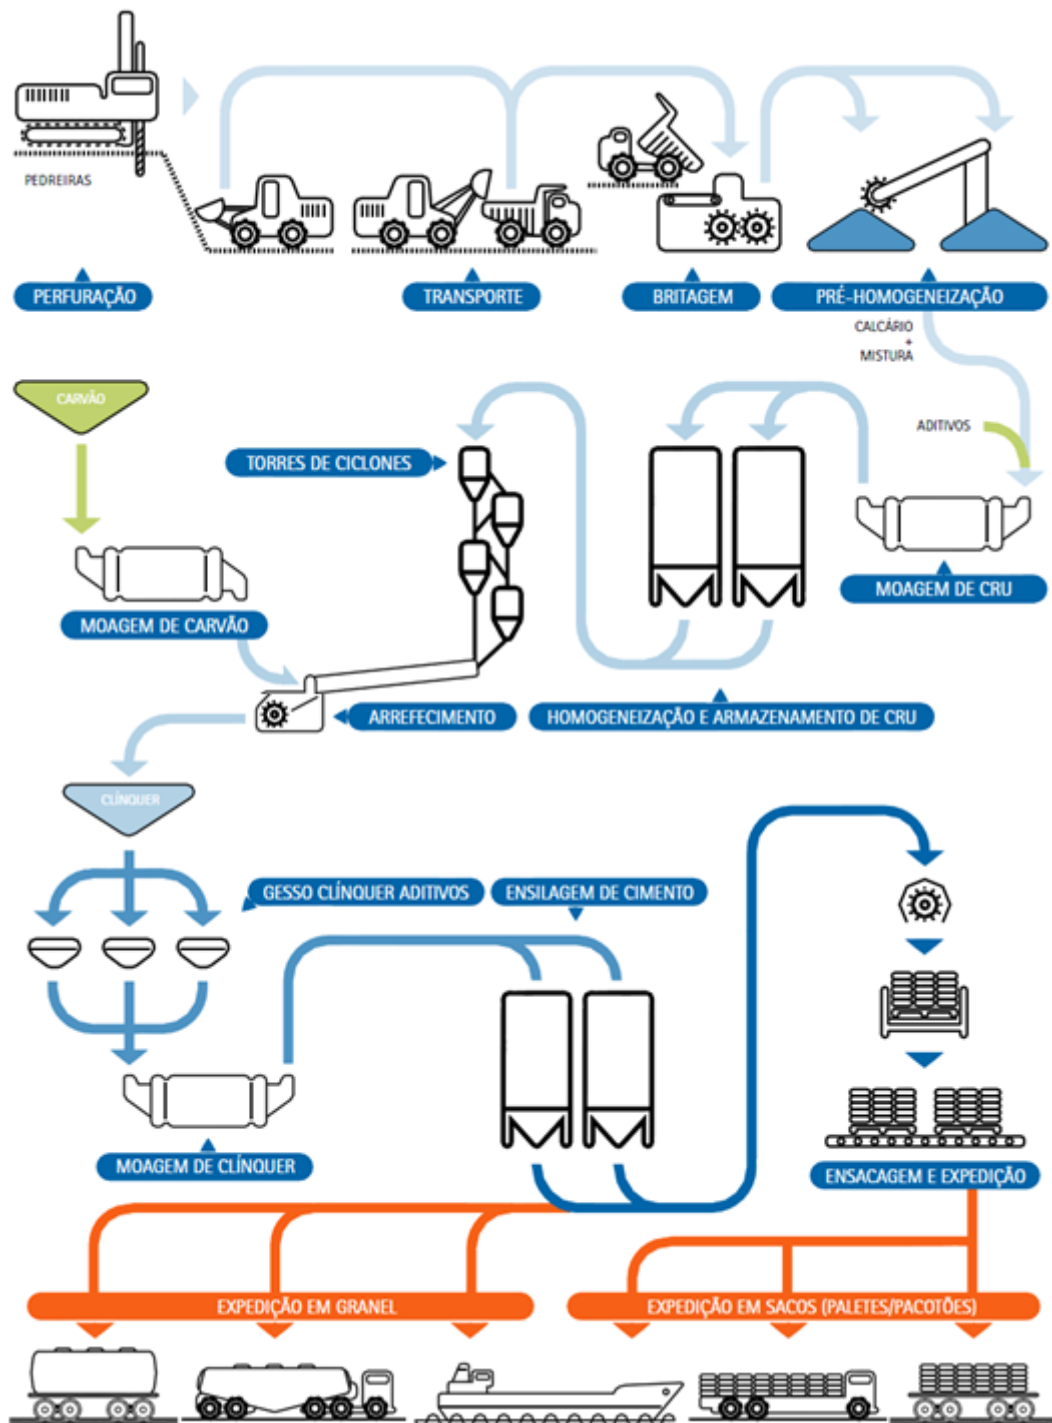 PEDREIRAS
PERFURAÇÃO
TRANSPORTE
BRITAGEM
PRÉ-HOMOGENEIZAÇÃO
CALCÁRIO
+
MISTURA
CARVÃO
ADITIVOS
TORRES DE CICLONES
MOAGEM DE CRU
MOAGEM DE CARVÃO
ARREFECIMENTO
HOMOGENEIZAÇÃO E ARMAZENAMENTO DE CRU
CLÍNQUER
GESSO CLÍNQUER ADITIVOS
ENSILAGEM DE CIMENTO
MOAGEM DE CLÍNQUER
ENSACAGEM E EXPEDIÇÃO
EXPEDIÇÃO EM GRANEL
EXPEDIÇÃO EM SACOS (PALETES/PACOTÕES)